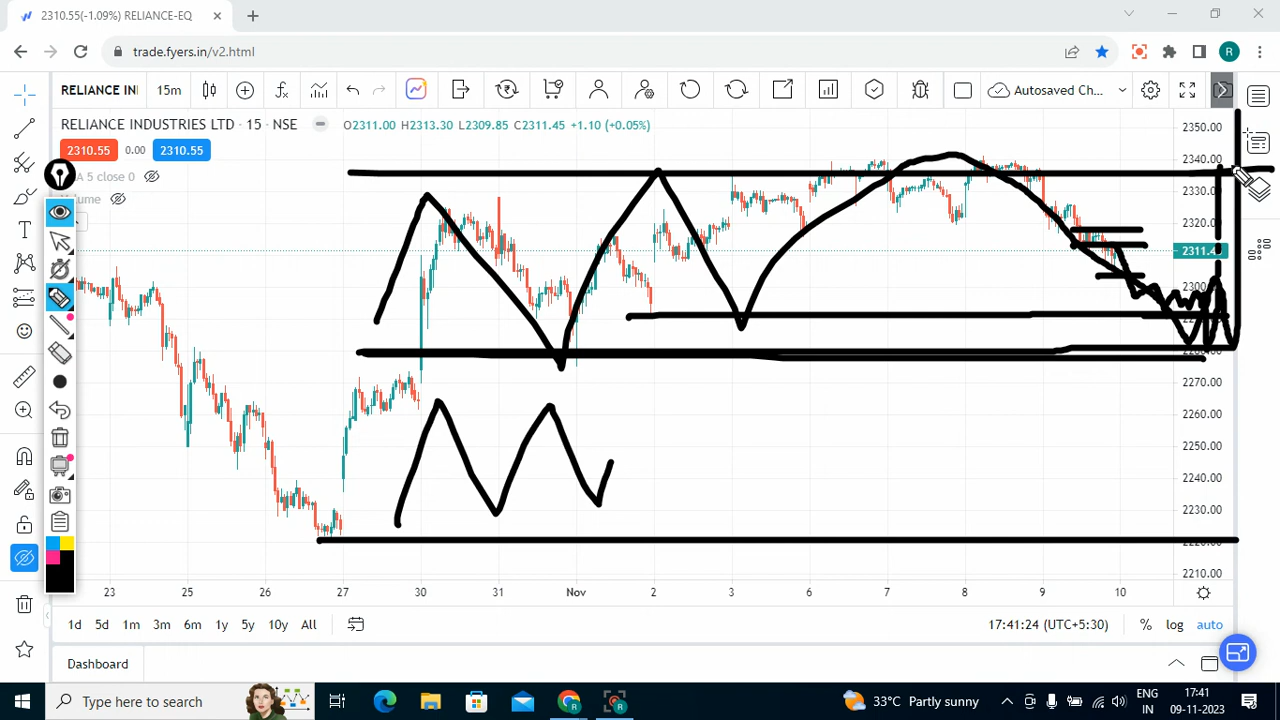 2310.55(-1.09%) RELIANCE-EQ
trade.fyers.in/v2.html
R
RELIANCE IN 15m
Autosaved Ch...
RELIANCE INDUSTRIES LTD · 15 · NSE O2311.00 H2313.30 L2309.85 C2311.45 +1.10 (+0.05%)
2310.55 0.00 2310.55
A 5 close 0
ume
2350.00
2340.00
2330.00
2320.00
2311.4
2300.
2270.00
2260.00
2250.00
2240.00
2230.00
2210.00
23 25 26 27 30 31 Nov 2 3 6 7 8 9 10
1d 5d 1m 3m 6m 1y 5y 10y All 17:41:24 (UTC+5:30) % log auto
Dashboard
Type here to search
33°C Partly sunny
ENG
IN
17:41
09-11-2023